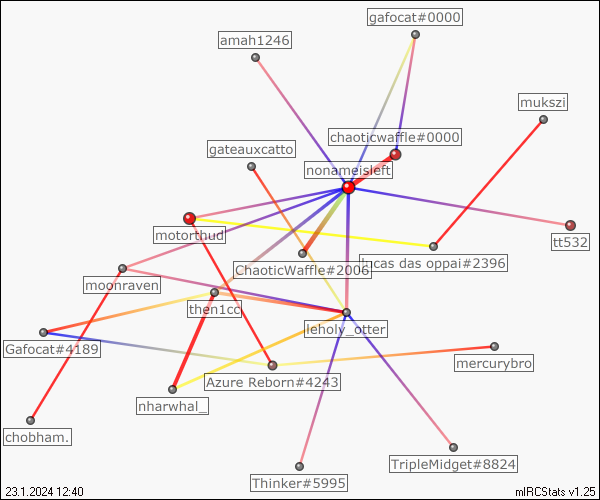 gafocat#0000
amah1246
mukszi
chaoticwaffle#0000
gateauxcatto
nonameisleft
motorthud
tt532
lucas das oppai#2396
ChaoticWaffle#2006
moonraven
then1cc
leholy_otter
Gafocat#4189
mercurybro
Azure Reborn#4243
nharwhal_
chobham.
TripleMidget#8824
Thinker#5995
23.1.2024 12:40
mIRCStats v1.25